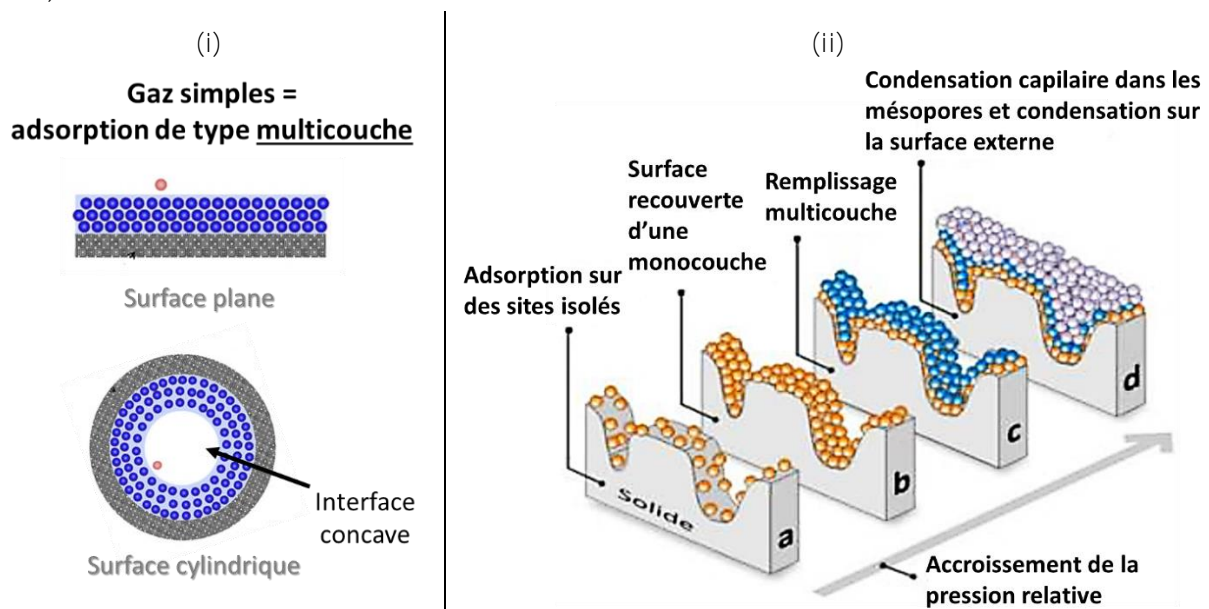 (i)
Gaz simples =
adsorption de type multicouche
Surface plane
Interface
concave
Surface cylindrique
(ii)
Condensation capilaire dans les
mésopores et condensation sur
la surface externe
Surface
recouverte
d'une
monocouche
Remplissage
multicouche
Adsorption sur
des sites isolés
Solide
a
b
c
d
Accroissement de la
pression relative